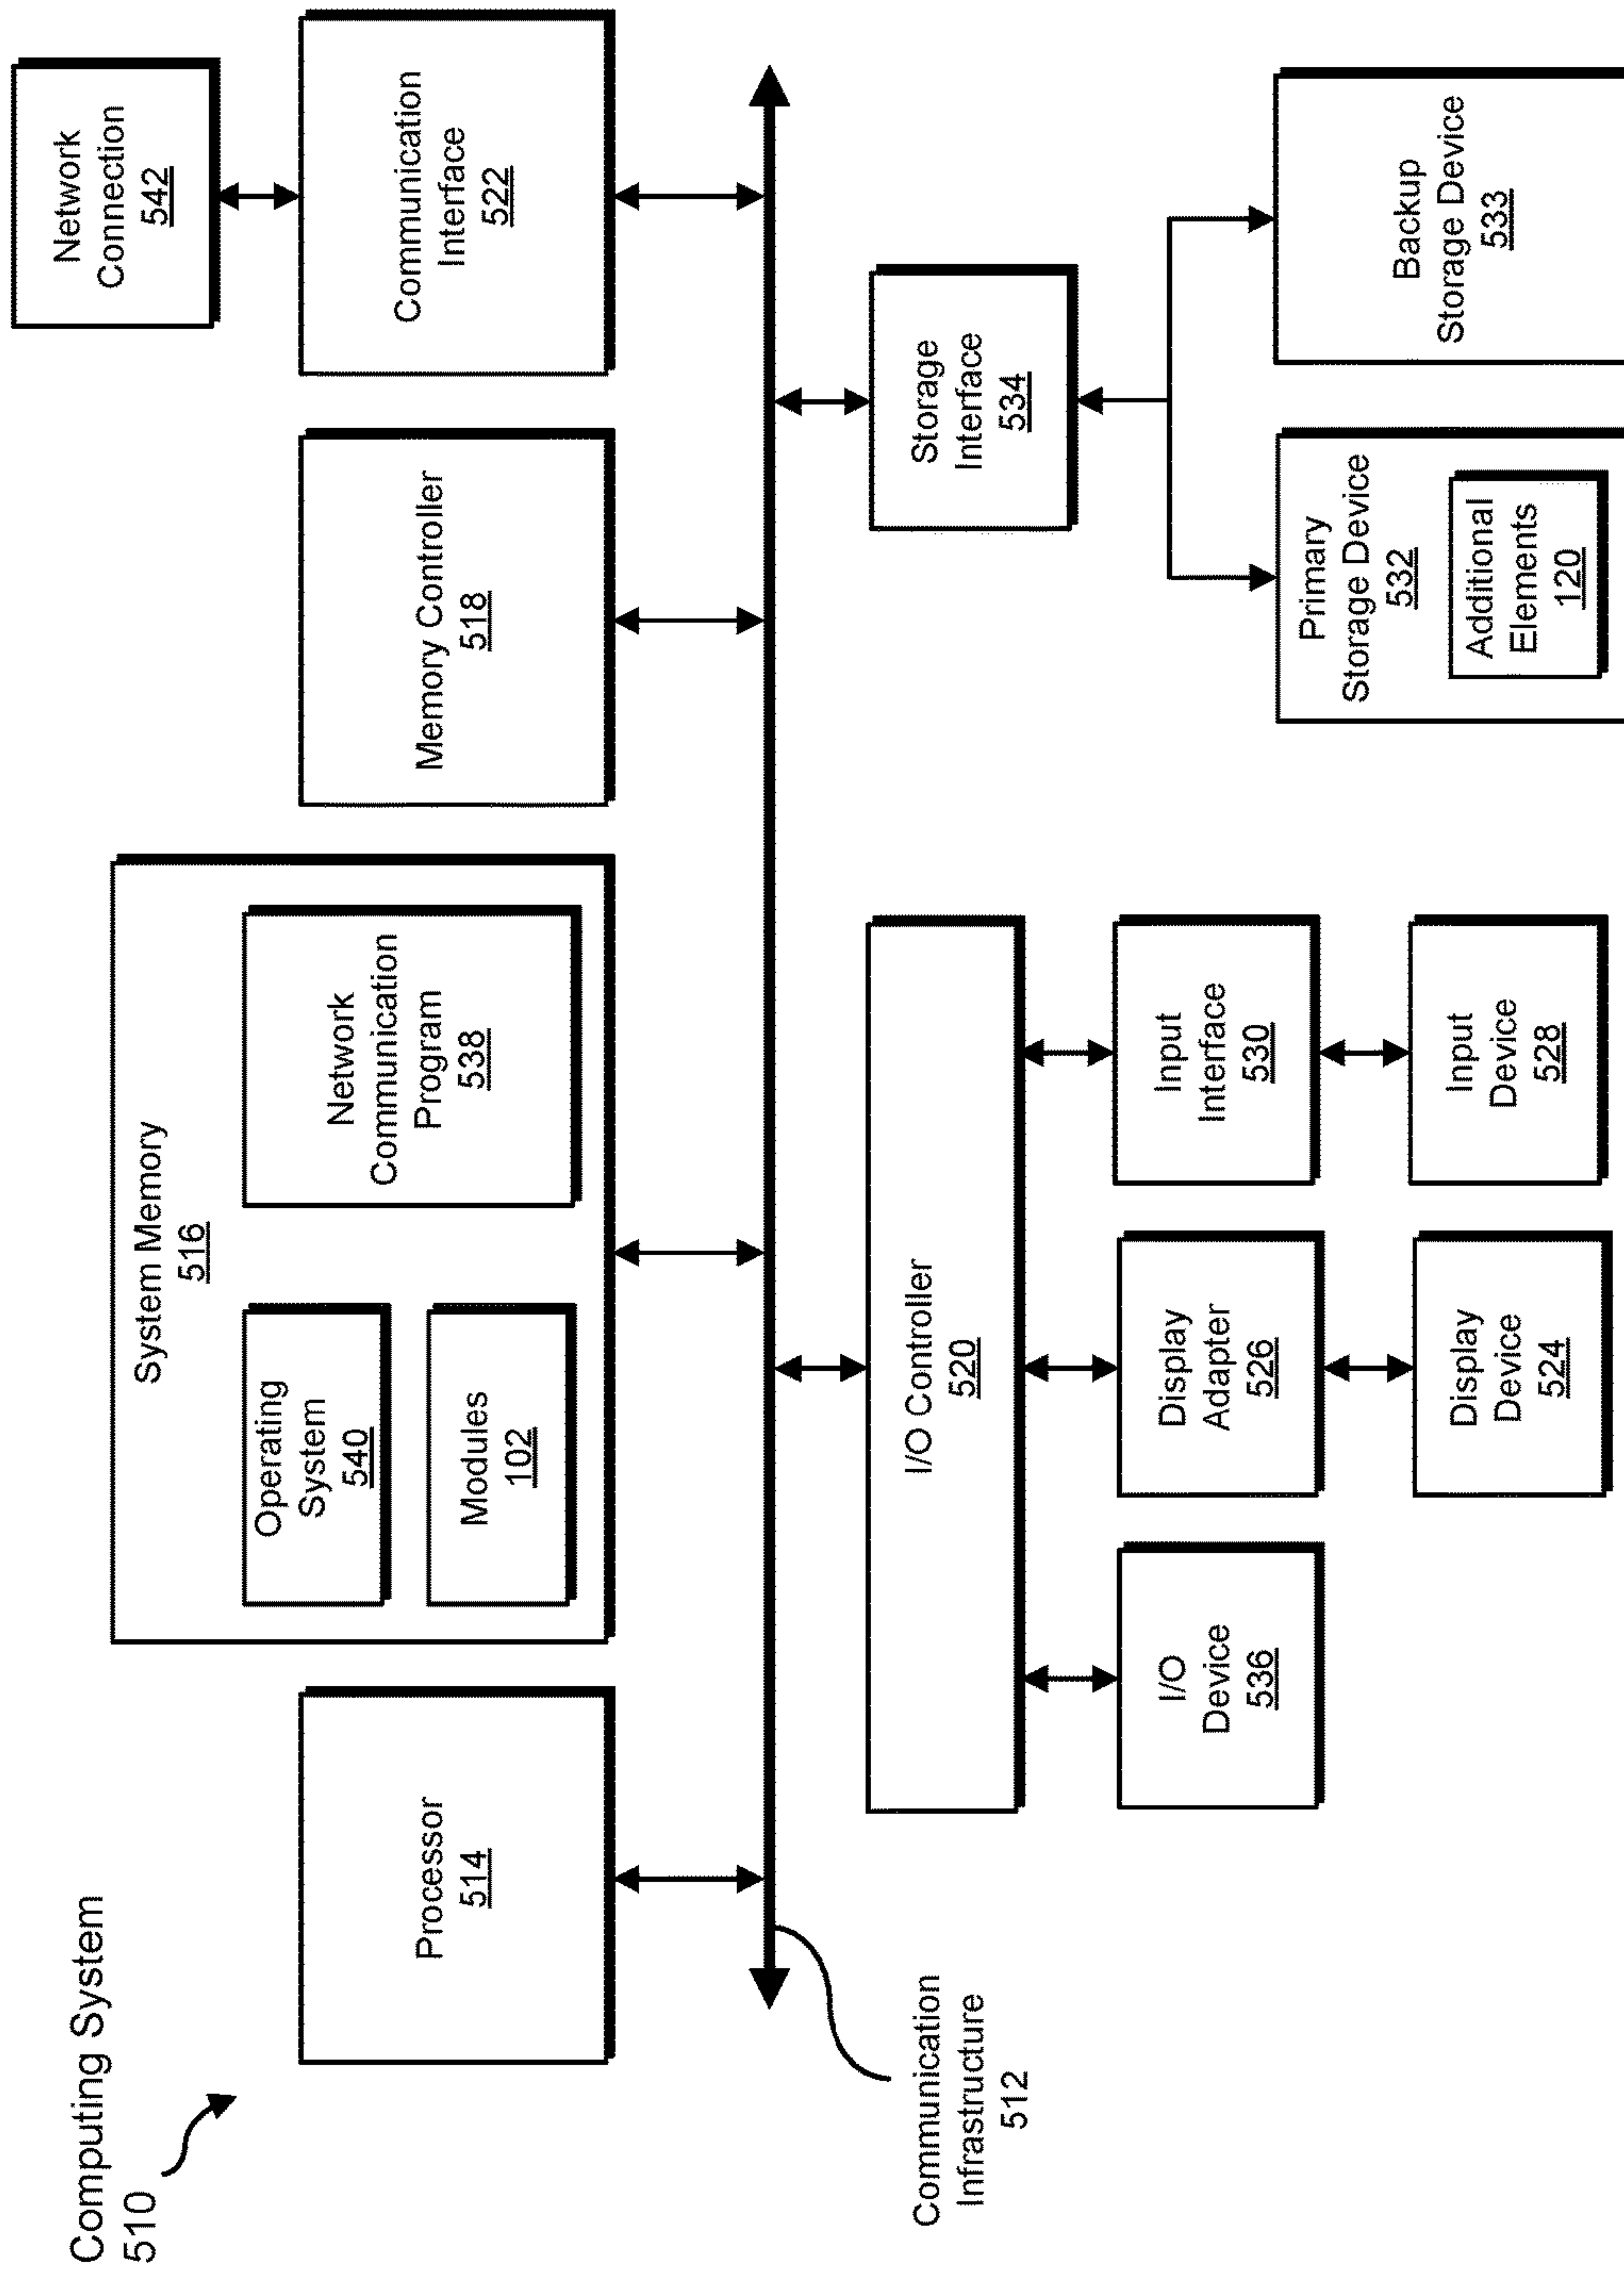 Computing System
510
Processor
514
System Memory
516
Operating
System
540
Modules
102
Network
Communication
Program
538
Memory Controller
518
Network
Connection
542
Communication
Interface
522
Communication
Infrastructure
512
I/O Controller
520
I/O
Device
536
Display
Adapter
526
Display
Device
524
Input
Interface
530
Input
Device
528
Storage
Interface
534
Primary
Storage Device
532
Additional
Elements
120
Backup
Storage Device
533